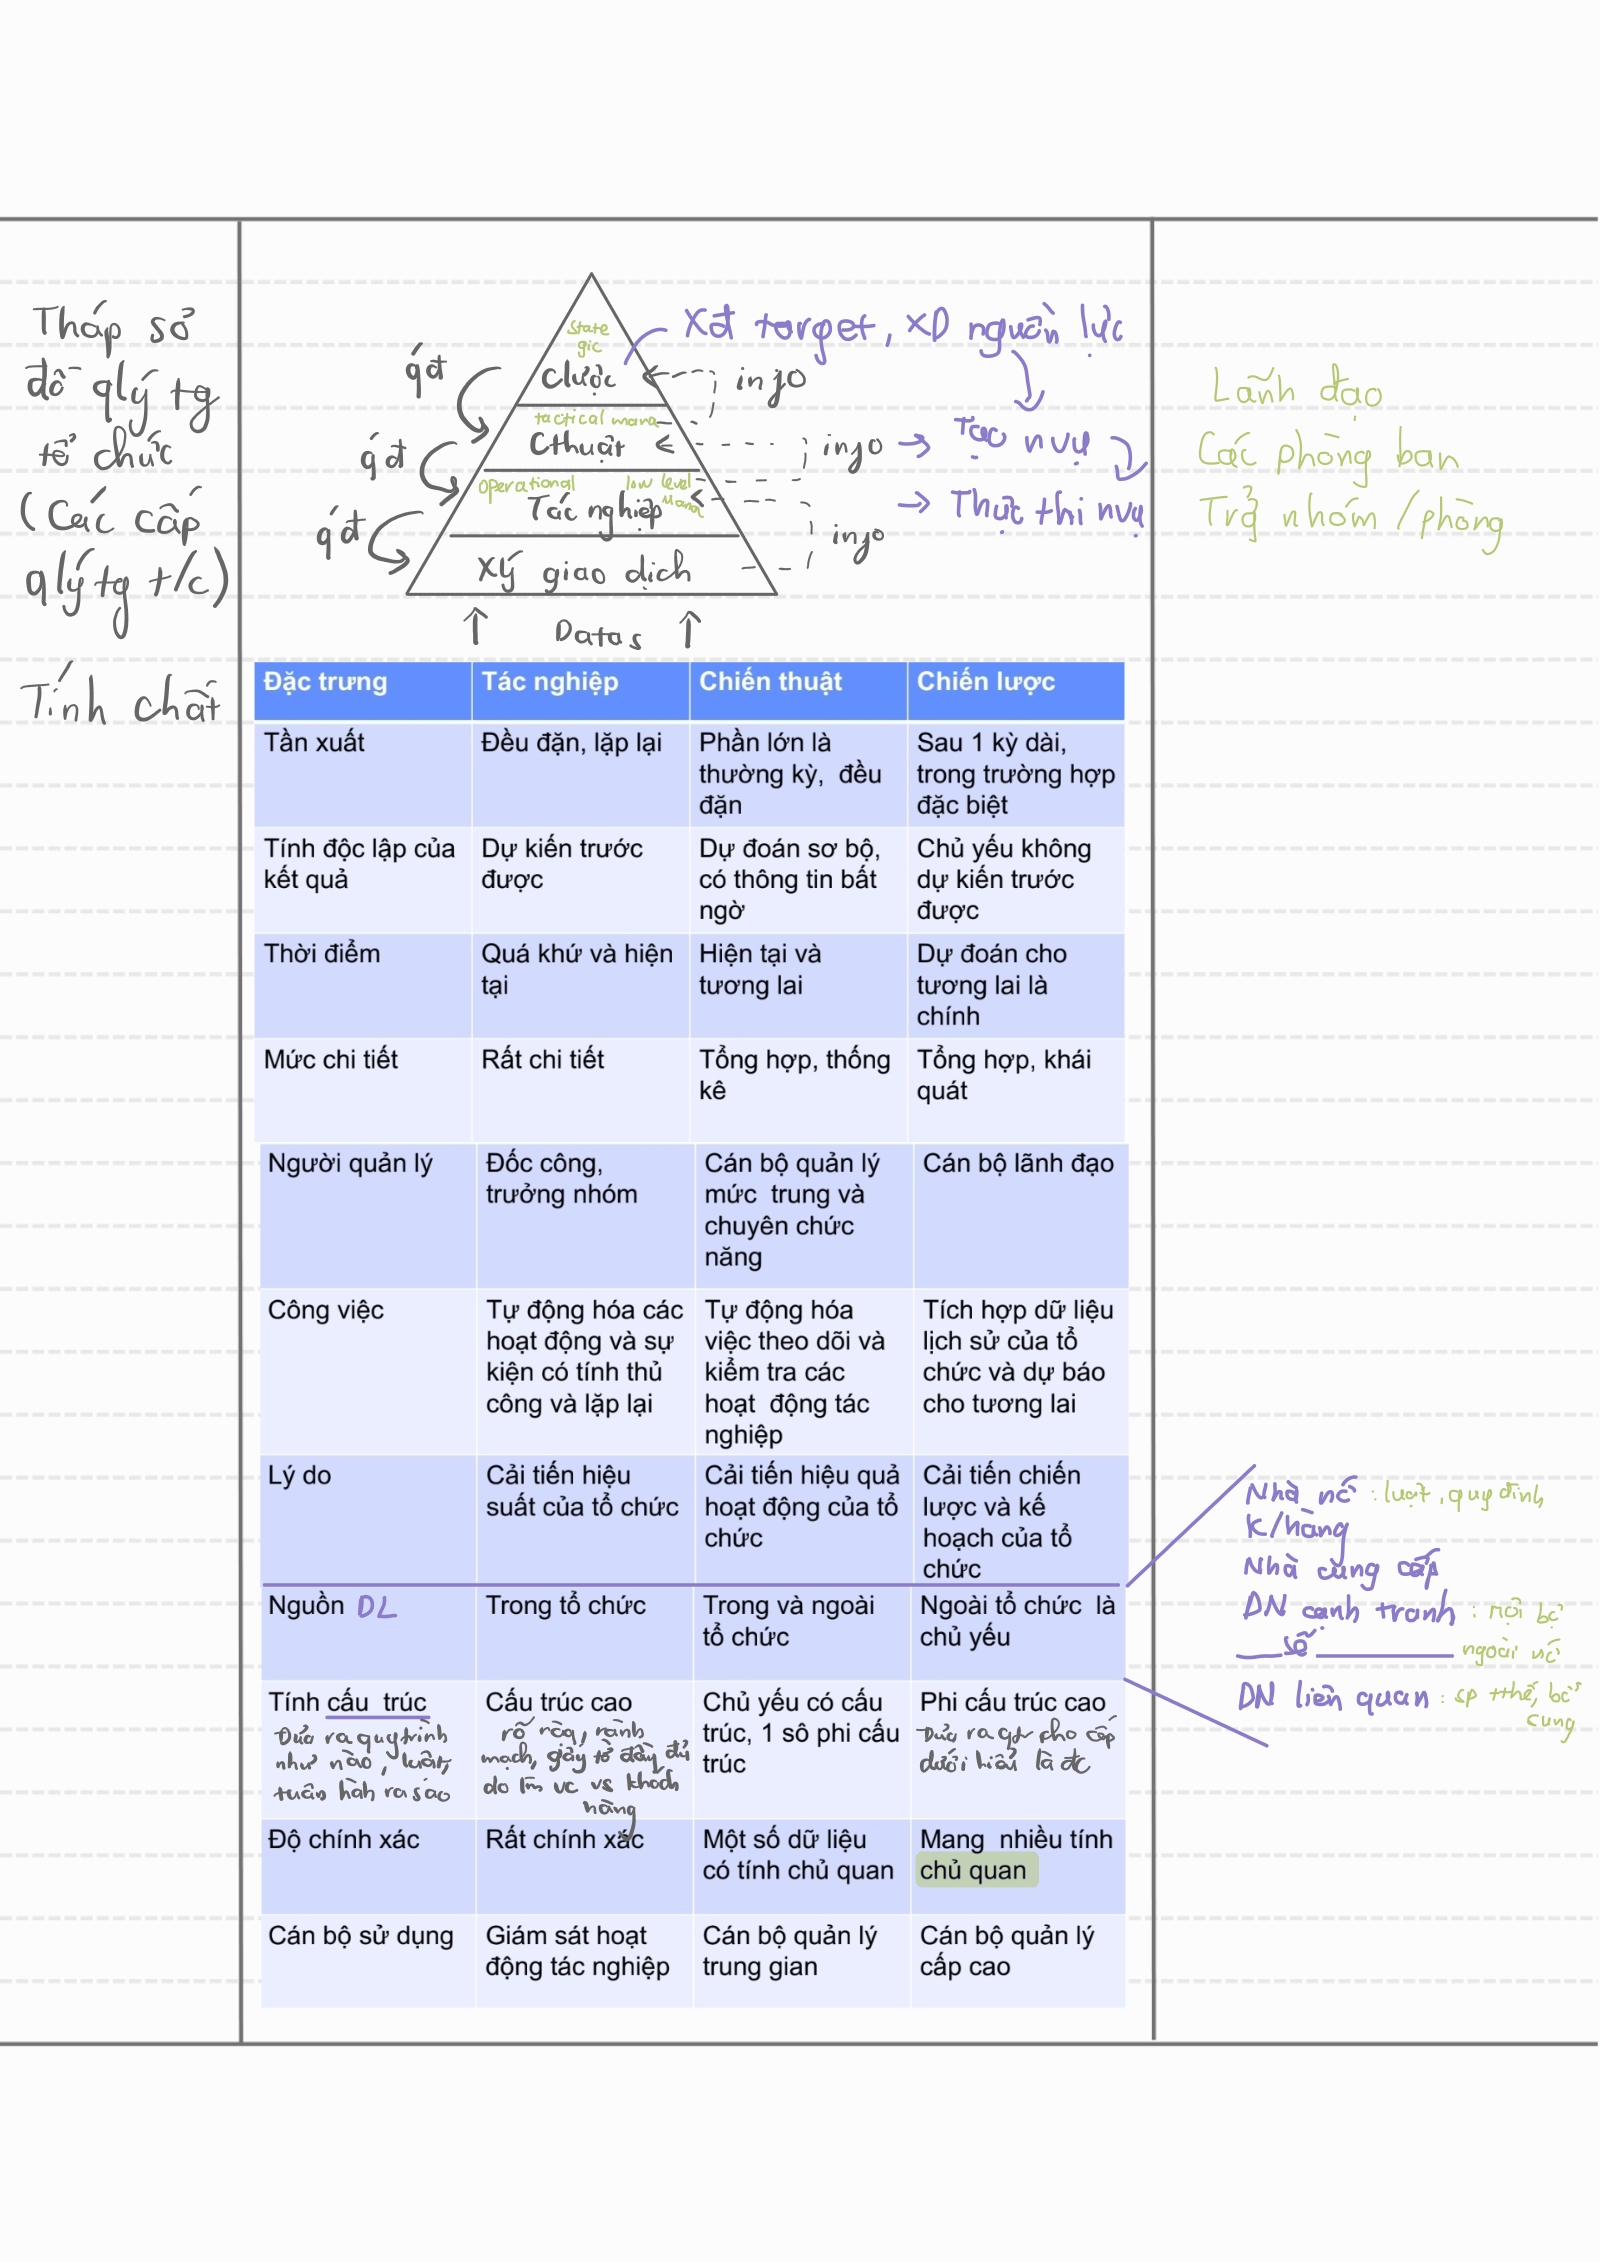 Tháp sơ
đồ qlý tg
tổ chức
(Các cấp
qlý tg t/c)
state
gic
clược
tactical mana
Cthuật
operational
low level
Mana
Tác nghiệp
Xlý giao dịch
↑ Datas ↑
qđ
qđ
qđ
info
info
info
Xđ target, XD nguồn lực
→ Tạo nvụ
→ Thực thi nvụ
Lãnh đạo
Các phòng ban
Trg nhóm / phòng
Tính chất
Đặc trưng Tác nghiệp Chiến thuật Chiến lược
Tần xuất
Đều đặn, lặp lại
Phần lớn là
thường kỳ, đều
đặn
Sau 1 kỳ dài,
trong trường hợp
đặc biệt
Tính độc lập của
kết quả
Dự kiến trước
được
Dự đoán sơ bộ,
có thông tin bất
ngờ
Chủ yếu không
dự kiến trước
được
Thời điểm
Quá khứ và hiện
tại
Hiện tại và
tương lai
Dự đoán cho
tương lai là
chính
Mức chi tiết
Rất chi tiết
Tổng hợp, thống
kê
Tổng hợp, khái
quát
Người quản lý
Đốc công,
trưởng nhóm
Cán bộ quản lý
mức trung và
chuyên chức
năng
Cán bộ lãnh đạo
Công việc
Tự động hóa các
hoạt động và sự
kiện có tính thủ
công và lặp lại
Tự động hóa
việc theo dõi và
kiểm tra các
hoạt động tác
nghiệp
Tích hợp dữ liệu
lịch sử của tổ
chức và dự báo
cho tương lai
Lý do
Cải tiến hiệu
suất của tổ chức
Cải tiến hiệu quả
hoạt động của tổ
chức
Cải tiến chiến
lược và kế
hoạch của tổ
chức
Nguồn DL
Trong tổ chức
Trong và ngoài
tổ chức
Ngoài tổ chức là
chủ yếu
Nhà nc : luật, quy định
K/hàng
Nhà cung cấp
DN cạnh tranh : nội bộ
ngoài nc
DN liên quan : sp tthế, bổ
cung
Tính cấu trúc
Đưa ra quy trình
như nào, luật,
tuân hành ra sao
Cấu trúc cao
rõ ràng, rành
mạch, giấy tờ đầy đủ
do lm vc vs khách
hàng
Chủ yếu có cấu
trúc, 1 sô phi cấu
trúc
Phi cấu trúc cao
Đưa ra qđ cho cấp
dưới hiểu là đc
Độ chính xác
Rất chính xác
Một số dữ liệu
có tính chủ quan
Mang nhiều tính
chủ quan
Cán bộ sử dụng
Giám sát hoạt
động tác nghiệp
Cán bộ quản lý
trung gian
Cán bộ quản lý
cấp cao